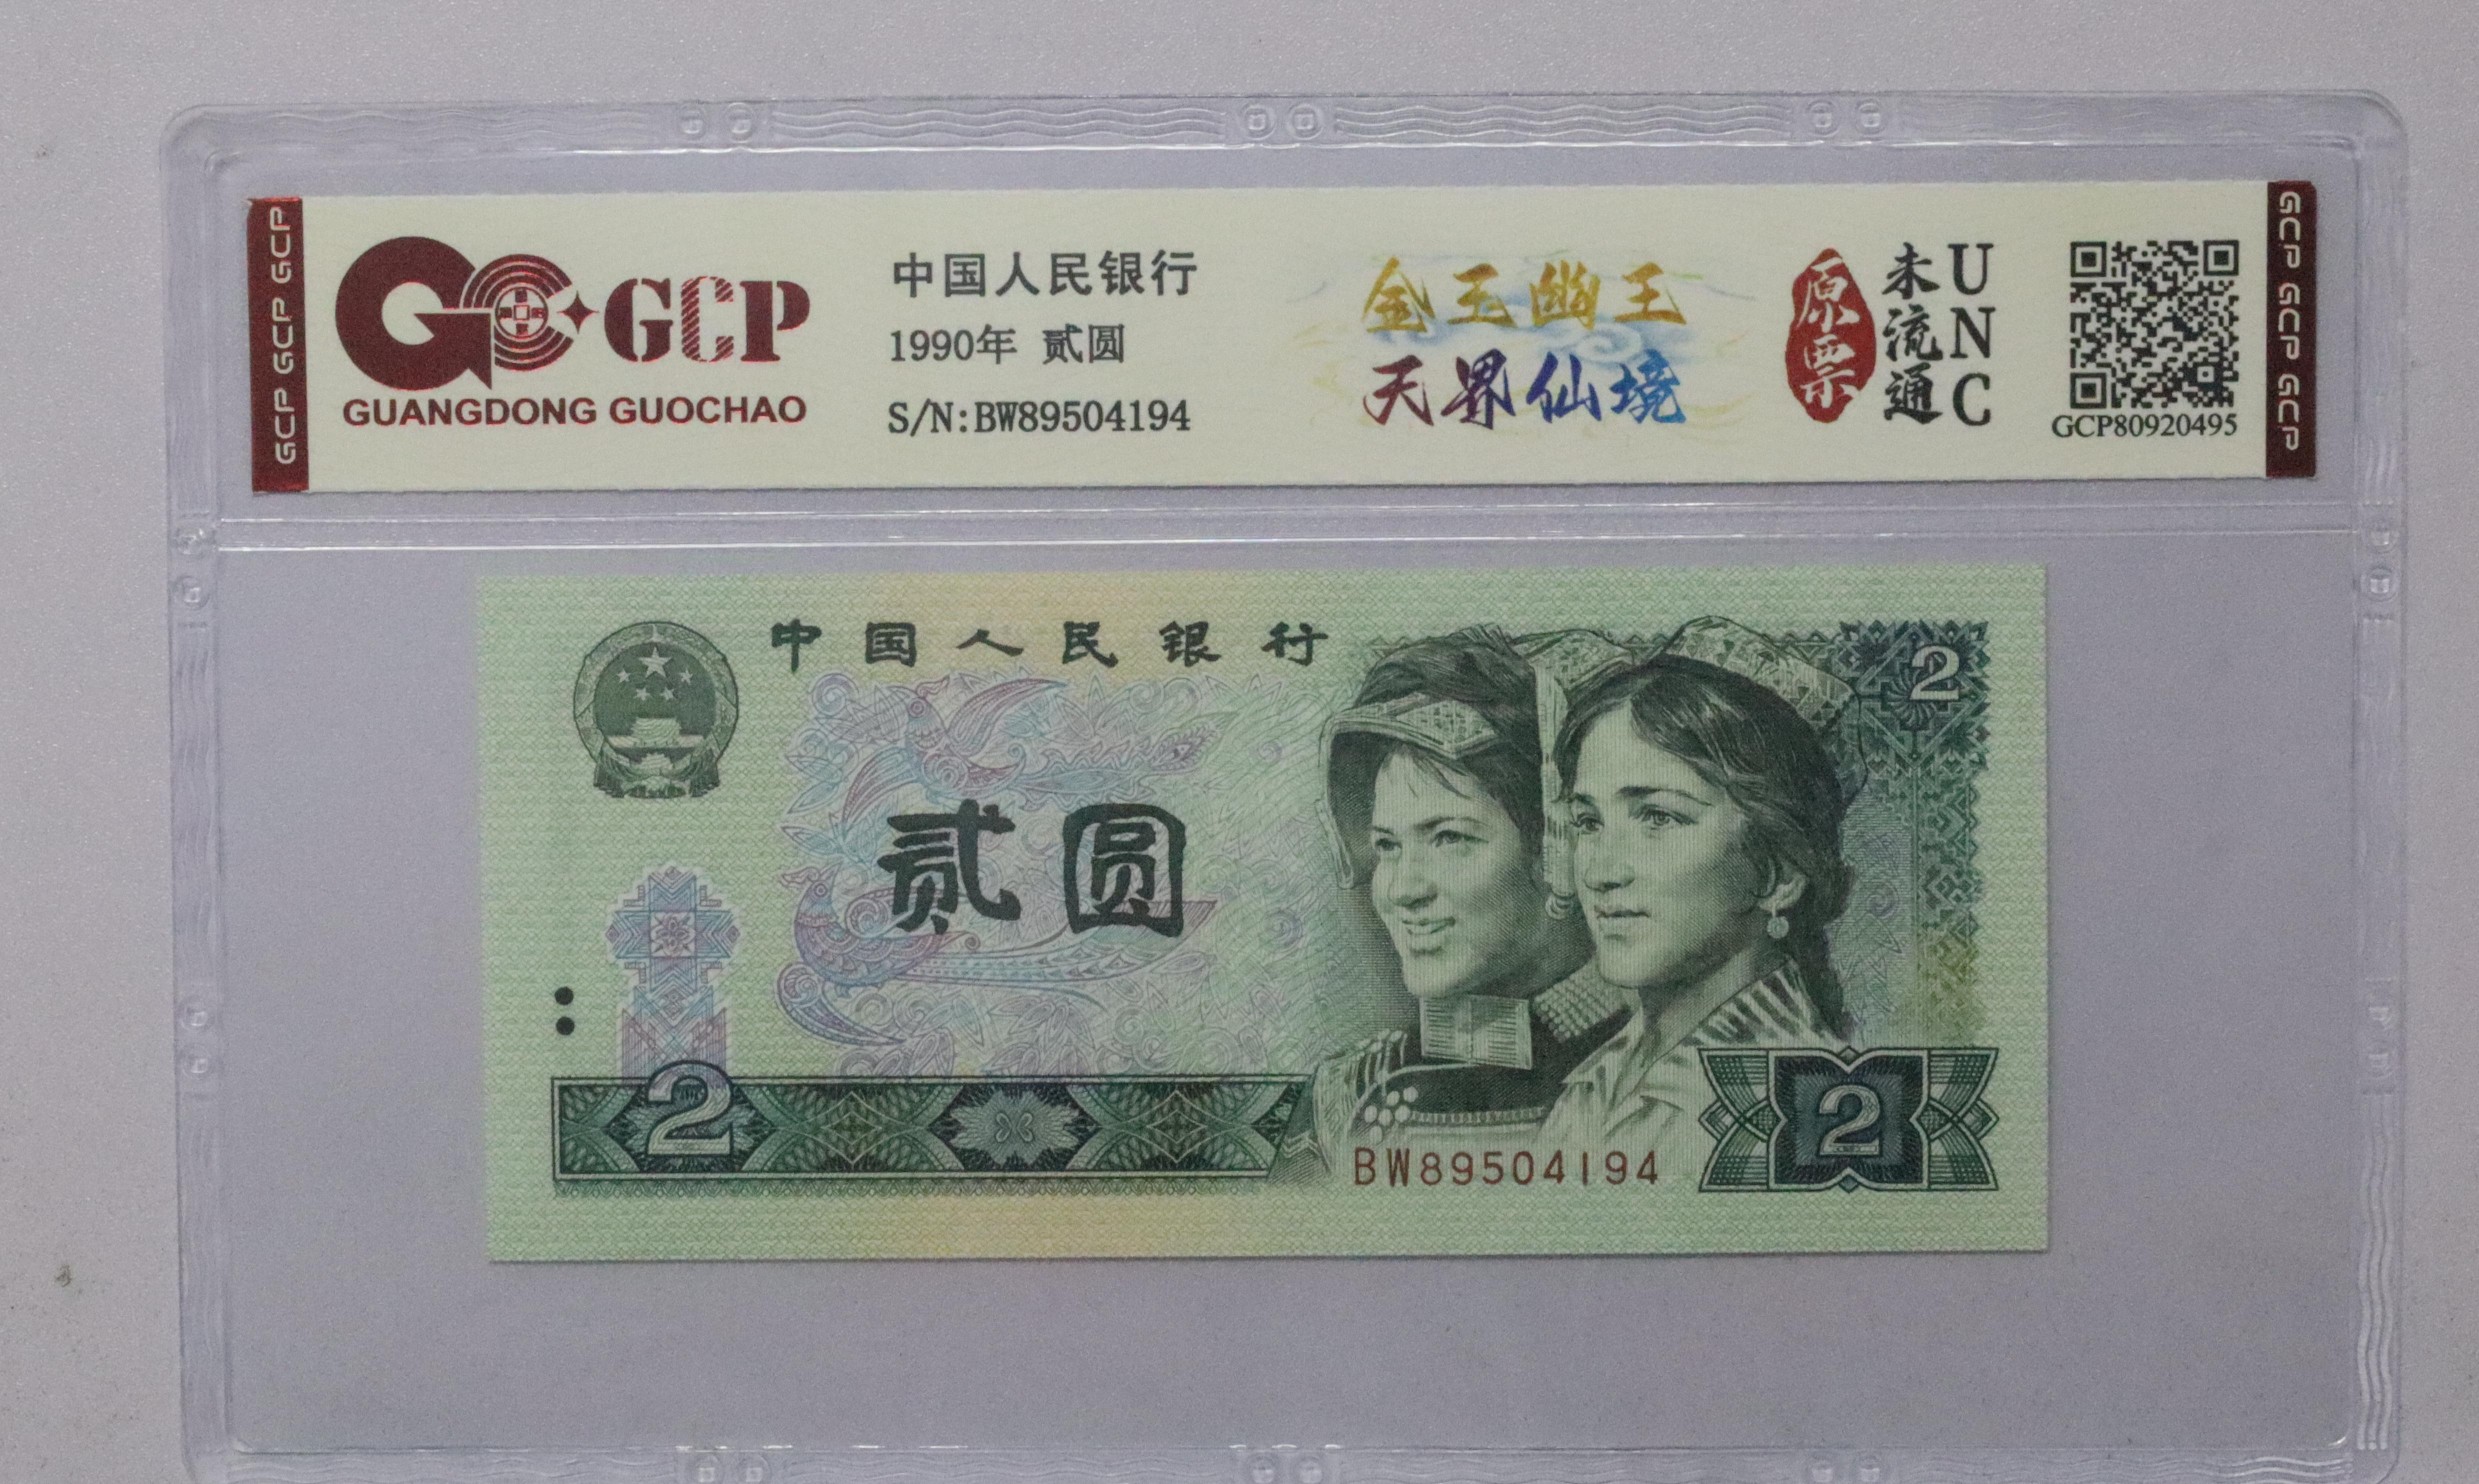 GCP GCP GCP
GCP
GUANGDONG GUOCHAO
中国人民银行
1990年 贰圆
S/N:BW89504194
金玉幽王
天界仙境
原票
未流通
UNC
GCP80920495
GCP GCP GCP
中国人民银行
2
贰圆
2
BW89504194
2